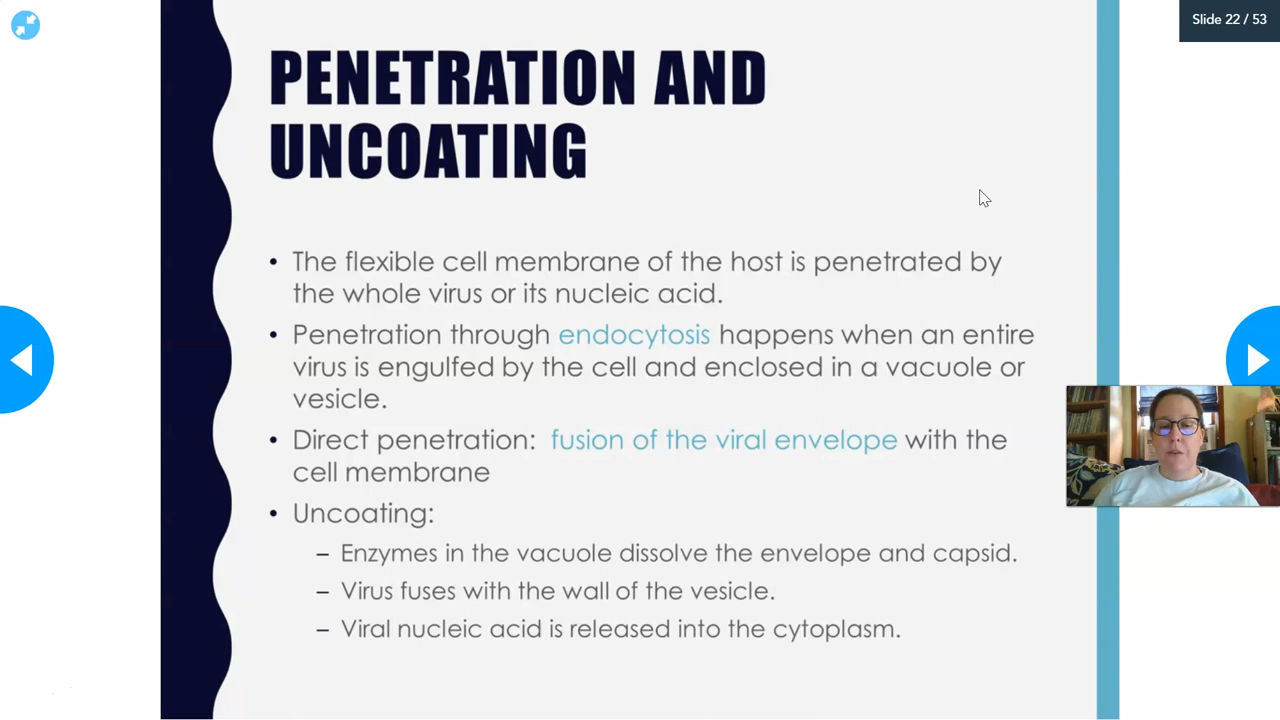 Slide 22 / 53
PENETRATION AND
UNCOATING
• The flexible cell membrane of the host is penetrated by
the whole virus or its nucleic acid.
• Penetration through endocytosis happens when an entire
virus is engulfed by the cell and enclosed in a vacuole or
vesicle.
• Direct penetration: fusion of the viral envelope with the
cell membrane
• Uncoating:
– Enzymes in the vacuole dissolve the envelope and capsid.
– Virus fuses with the wall of the vesicle.
– Viral nucleic acid is released into the cytoplasm.